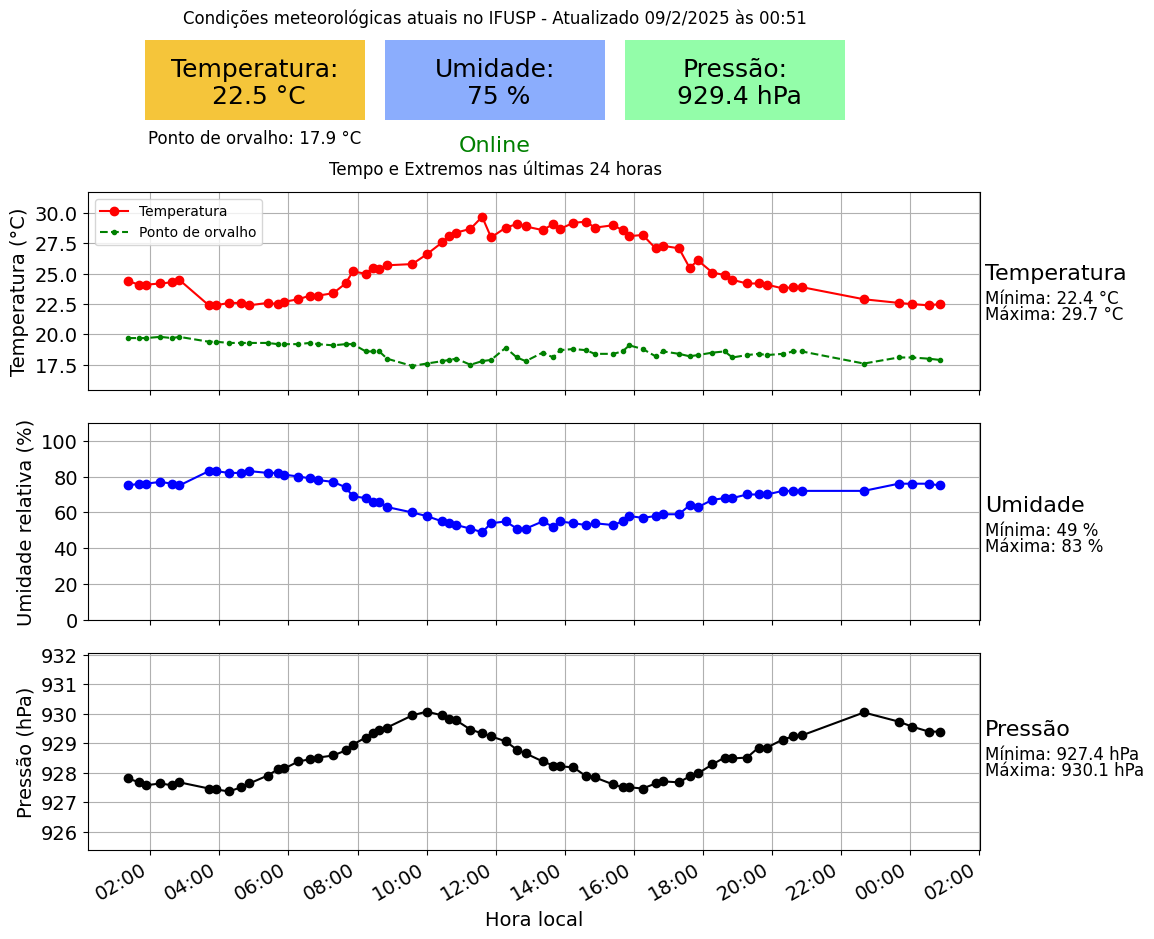 Condições meteorológicas atuais no IFUSP - Atualizado 09/2/2025 às 00:51
Temperatura:
22.5 °C
Umidade:
75 %
Pressão:
929.4 hPa
Ponto de orvalho: 17.9 °C
Online
Tempo e Extremos nas últimas 24 horas
Temperatura (°C)
30.0
27.5
25.0
22.5
20.0
17.5
Temperatura
Ponto de orvalho
Temperatura
Mínima: 22.4 °C
Máxima: 29.7 °C
Umidade relativa (%)
100
80
60
40
20
0
Umidade
Mínima: 49 %
Máxima: 83 %
Pressão (hPa)
932
931
930
929
928
927
926
Pressão
Mínima: 927.4 hPa
Máxima: 930.1 hPa
02:00 04:00 06:00 08:00 10:00 12:00 14:00 16:00 18:00 20:00 22:00 00:00 02:00
Hora local